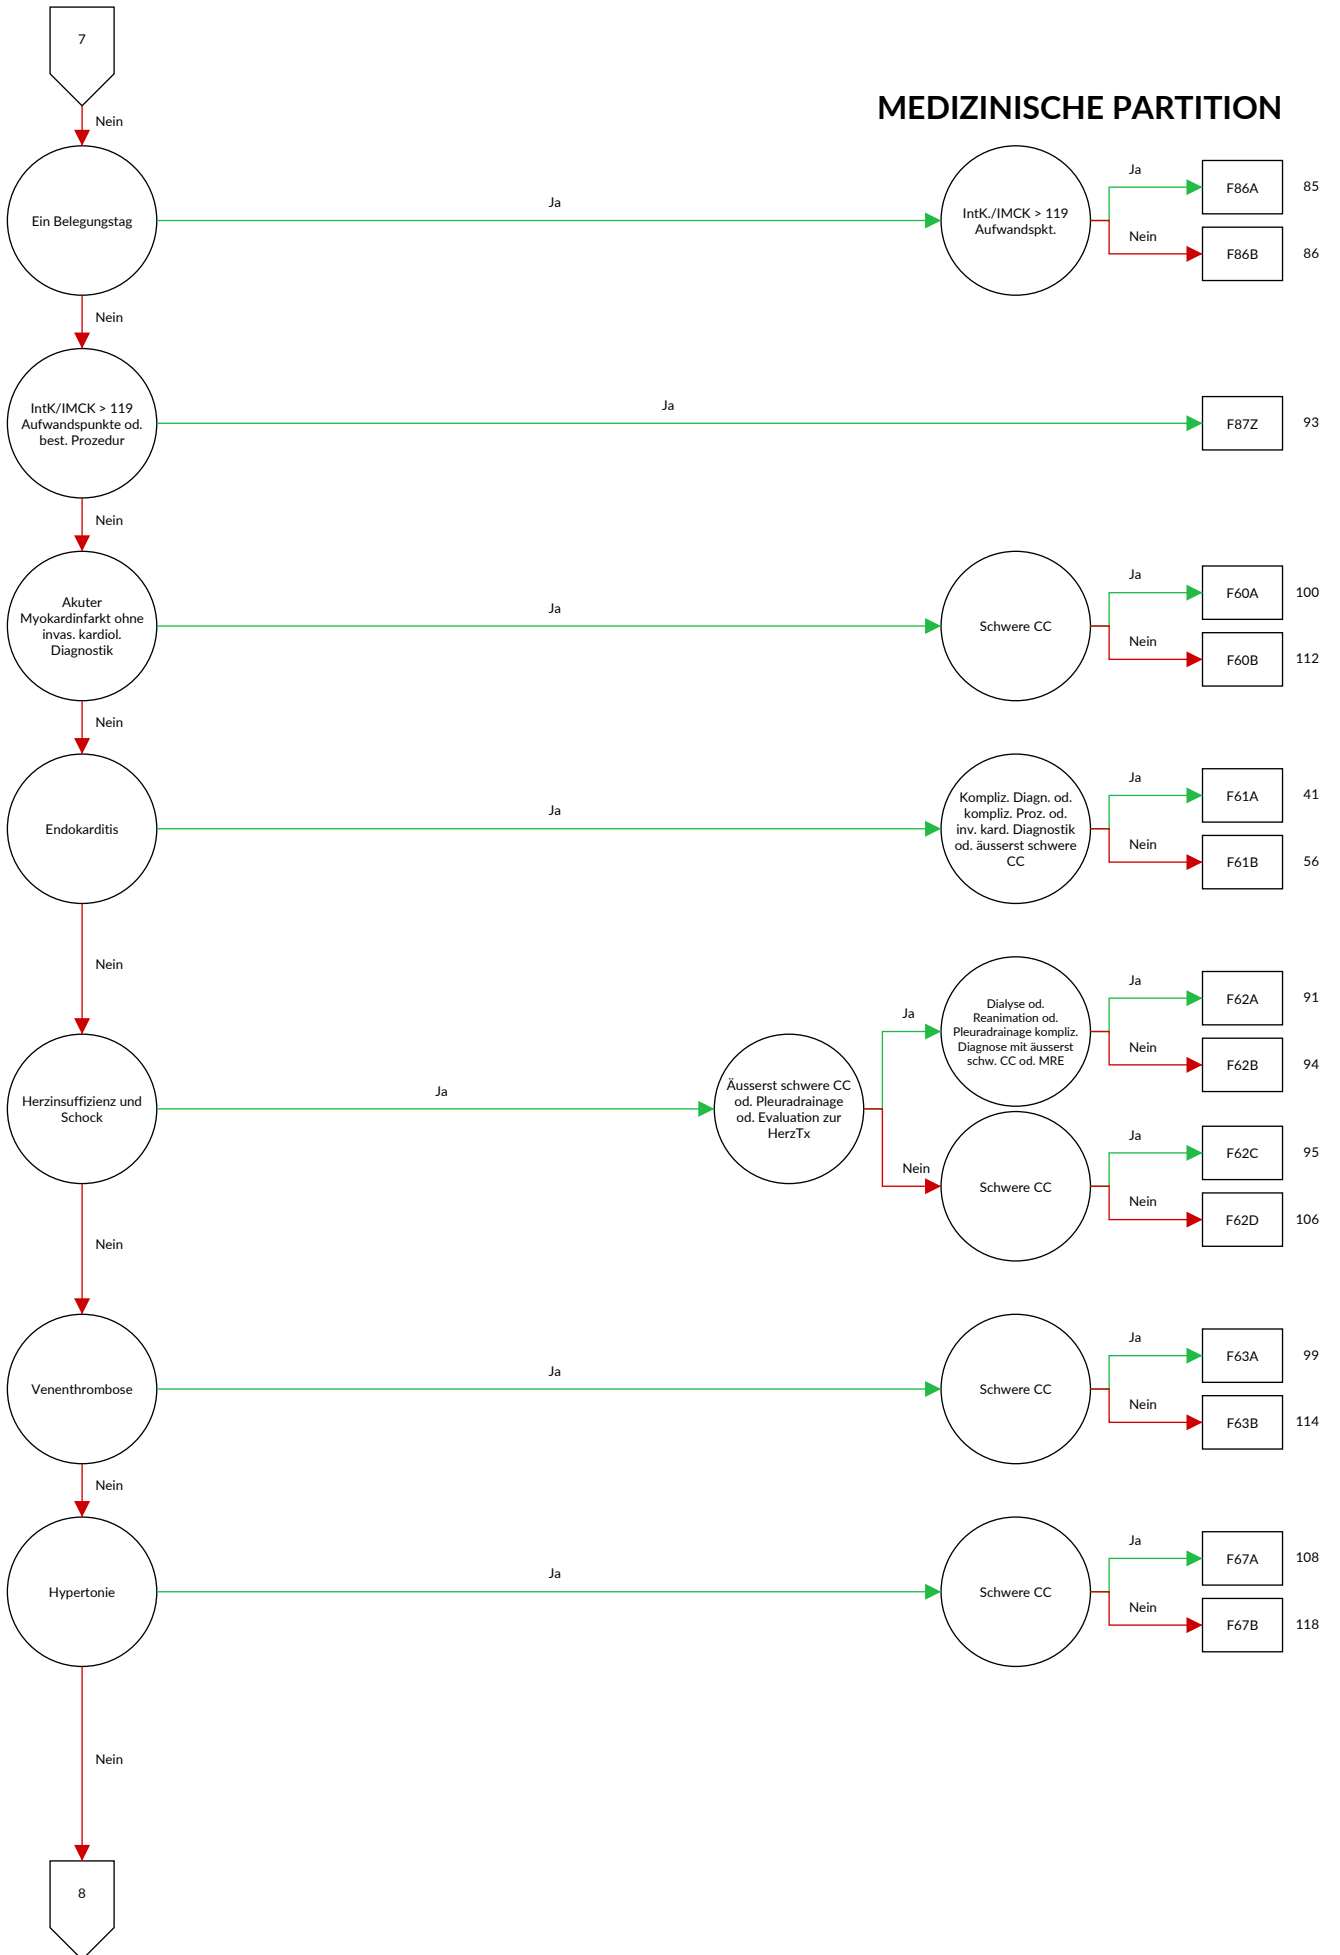 7
Nein
MEDIZINISCHE PARTITION
Ein Belegungstag
Ja
IntK./IMCK > 119
Aufwandspkt.
Ja
F86A 85
Nein
F86B 86
Nein
IntK/IMCK > 119
Aufwandspunkte od.
best. Prozedur
Ja
F87Z 93
Nein
Akuter
Myokardinfarkt ohne
invas. kardiol.
Diagnostik
Ja
Schwere CC
Ja
F60A 100
Nein
F60B 112
Nein
Endokarditis
Ja
Kompliz. Diagn. od.
kompliz. Proz. od.
inv. kard. Diagnostik
od. äusserst schwere
CC
Ja
F61A 41
Nein
F61B 56
Nein
Herzinsuffizienz und
Schock
Ja
Äusserst schwere CC
od. Pleuradrainage
od. Evaluation zur
HerzTx
Ja
Dialyse od.
Reanimation od.
Pleuradrainage kompliz.
Diagnose mit äusserst
schw. CC od. MRE
Ja
F62A 91
Nein
F62B 94
Nein
Schwere CC
Ja
F62C 95
Nein
F62D 106
Nein
Venenthrombose
Ja
Schwere CC
Ja
F63A 99
Nein
F63B 114
Nein
Hypertonie
Ja
Schwere CC
Ja
F67A 108
Nein
F67B 118
Nein
8